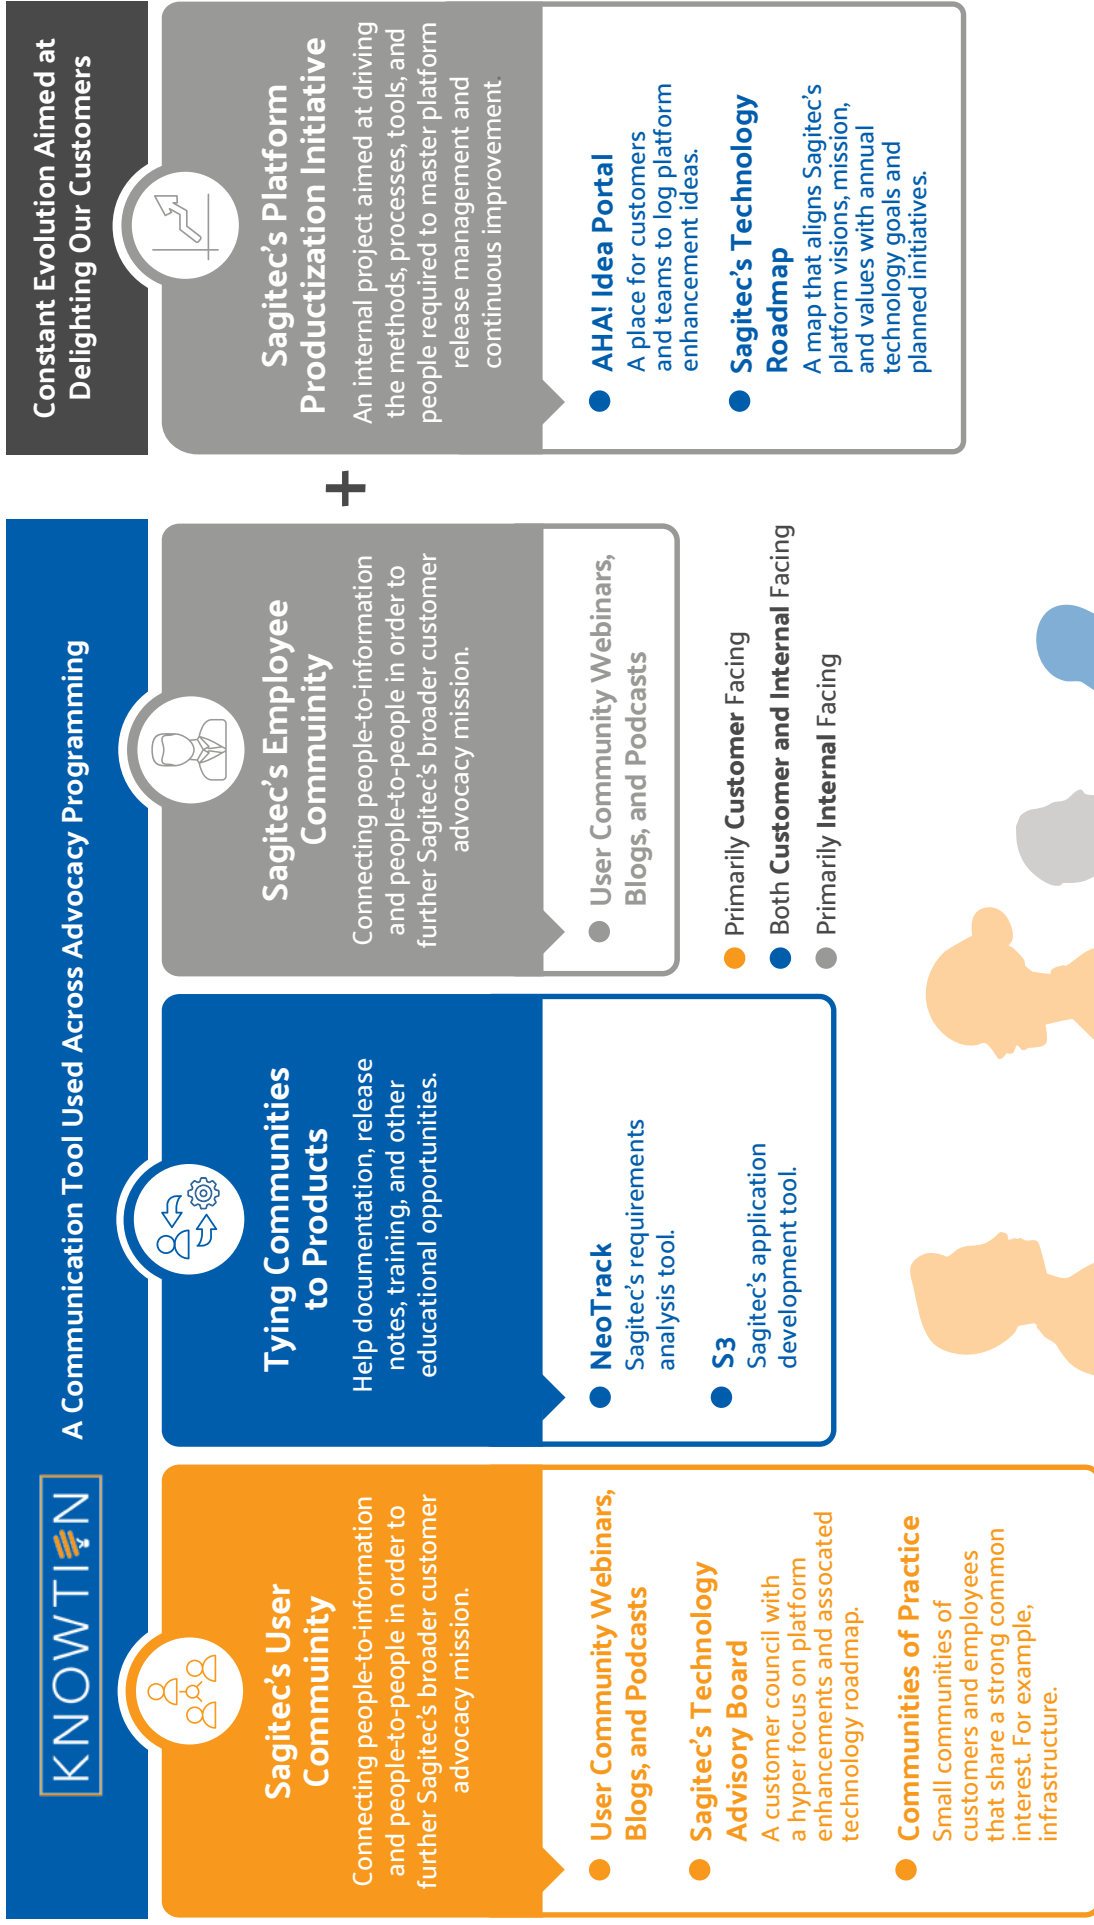 KNOWTION
A Communication Tool Used Across Advocacy Programming
Sagitec's User
Commuinity
Connecting people-to-information
and people-to-people in order to
further Sagitec's broader customer
advocacy mission.
User Community Webinars,
Blogs, and Podcasts
Sagitec's Technology
Advisory Board
A customer council with
a hyper focus on platform
enhancements and assocated
technology roadmap.
Communities of Practice
Small communities of
customers and employees
that share a strong common
interest. For example,
infrastructure.
Tying Communities
to Products
Help documentation, release
notes, training, and other
educational opportunities.
NeoTrack
Sagitec's requirements
analysis tool.
S3
Sagitec's application
development tool.
Sagitec's Employee
Commuinity
Connecting people-to-information
and people-to-people in order to
further Sagitec's broader customer
advocacy mission.
User Community Webinars,
Blogs, and Podcasts
Primarily Customer Facing
Both Customer and Internal Facing
Primarily Internal Facing
+
Constant Evolution Aimed at
Delighting Our Customers
Sagitec's Platform
Productization Initiative
An internal project aimed at driving
the methods, processes, tools, and
people required to master platform
release management and
continuous improvement.
AHA! Idea Portal
A place for customers
and teams to log platform
enhancement ideas.
Sagitec's Technology
Roadmap
A map that aligns Sagitec's
platform visions, mission,
and values with annual
technology goals and
planned initiatives.